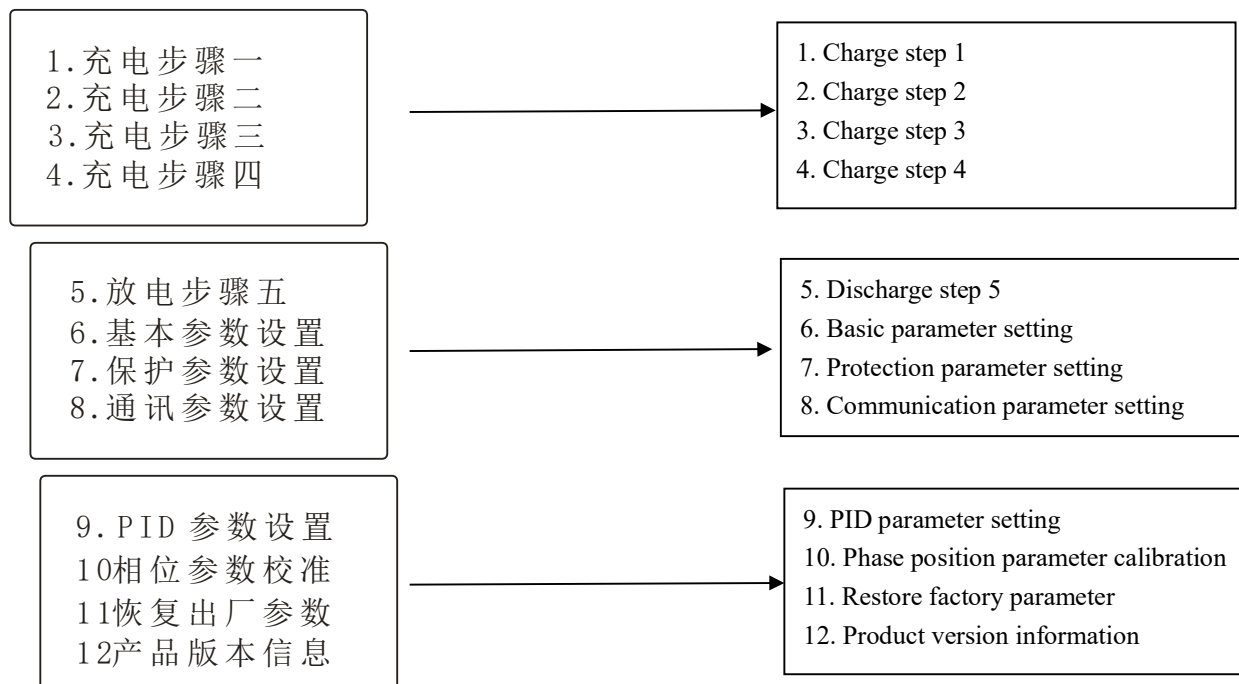 1.充电步骤一
2.充电步骤二
3.充电步骤三
4.充电步骤四
1. Charge step 1
2. Charge step 2
3. Charge step 3
4. Charge step 4
5.放电步骤五
6.基本参数设置
7.保护参数设置
8.通讯参数设置
5. Discharge step 5
6. Basic parameter setting
7. Protection parameter setting
8. Communication parameter setting
9. PID 参数设置
10相位参数校准
11恢复出厂参数
12产品版本信息
9. PID parameter setting
10. Phase position parameter calibration
11. Restore factory parameter
12. Product version information